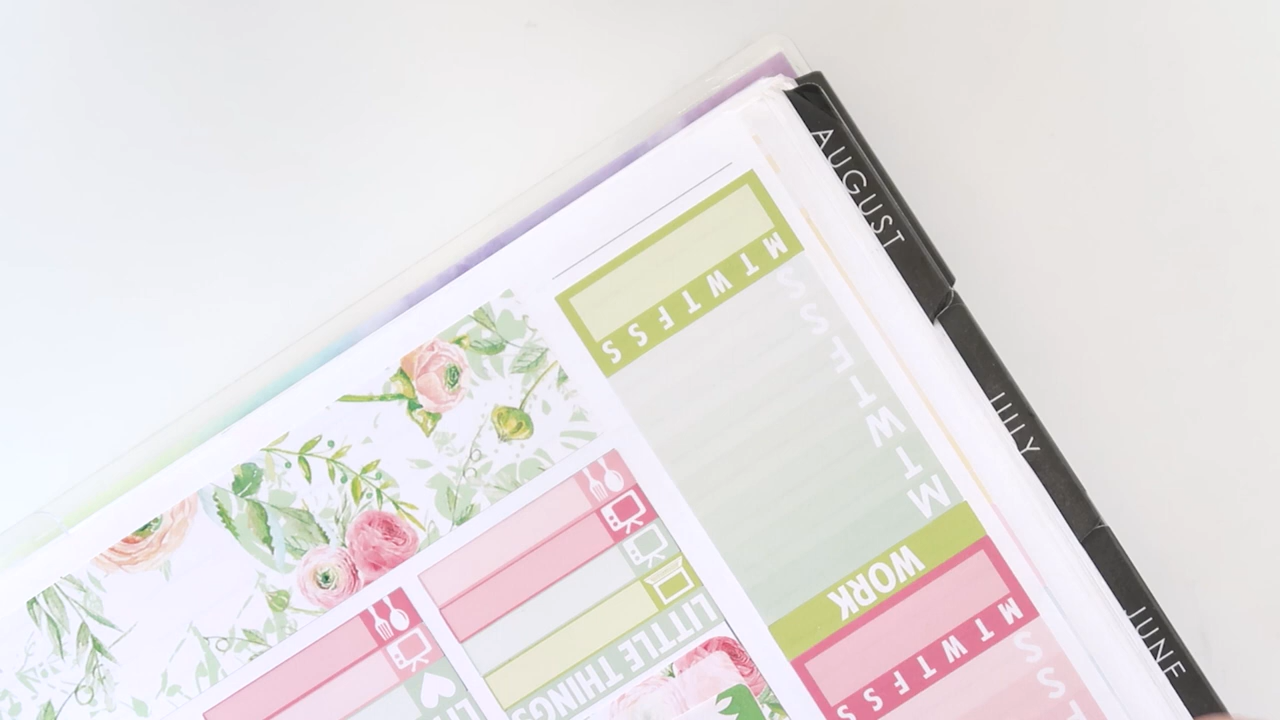 AUGUST
JULY
JUNE
M T W T F S S
M
T
W
T
F
S
S
WORK
M T W T F S S
S
S
LITTLE THINGS